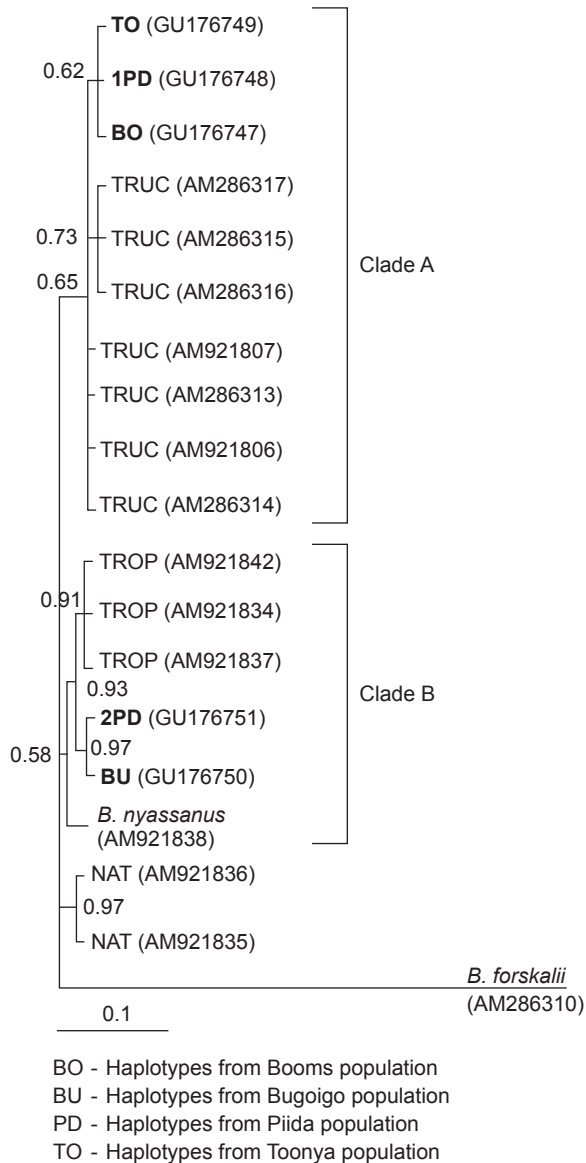 TO (GU176749)
0.62
1PD (GU176748)
BO (GU176747)
TRUC (AM286317)
0.73
TRUC (AM286315)
Clade A
0.65
TRUC (AM286316)
TRUC (AM921807)
TRUC (AM286313)
TRUC (AM921806)
TRUC (AM286314)
TROP (AM921842)
0.91
TROP (AM921834)
TROP (AM921837)
0.93
Clade B
2PD (GU176751)
0.58
0.97
BU (GU176750)
B. nyassanus
(AM921838)
NAT (AM921836)
0.97
NAT (AM921835)
B. forskalii
(AM286310)
0.1
BO - Haplotypes from Booms population
BU - Haplotypes from Bugoigo population
PD - Haplotypes from Piida population
TO - Haplotypes from Toonya population